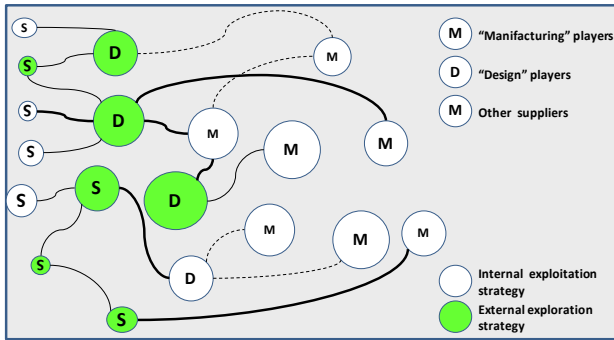 S
D
M "Manifacturing" players
S
M
D "Design" players
S
D
M
M
M Other suppliers
S
M
S
S
D
M
M
M
S
D
Internal exploitation
strategy
S
External exploration
strategy